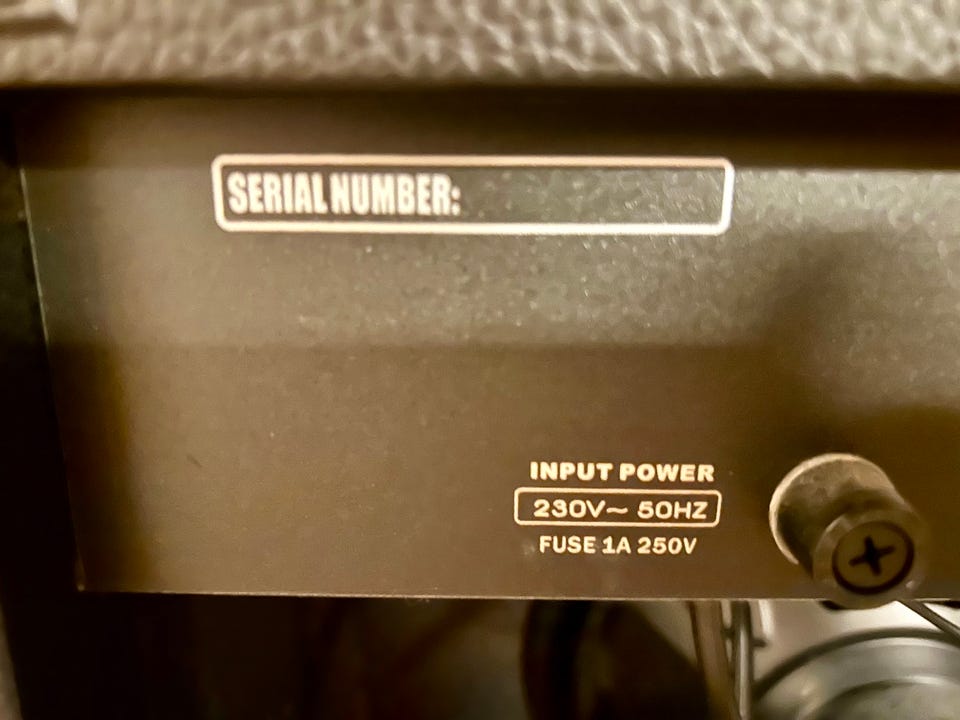 SERIAL NUMBER:
INPUT POWER
230V~ 50HZ
FUSE 1A 250V